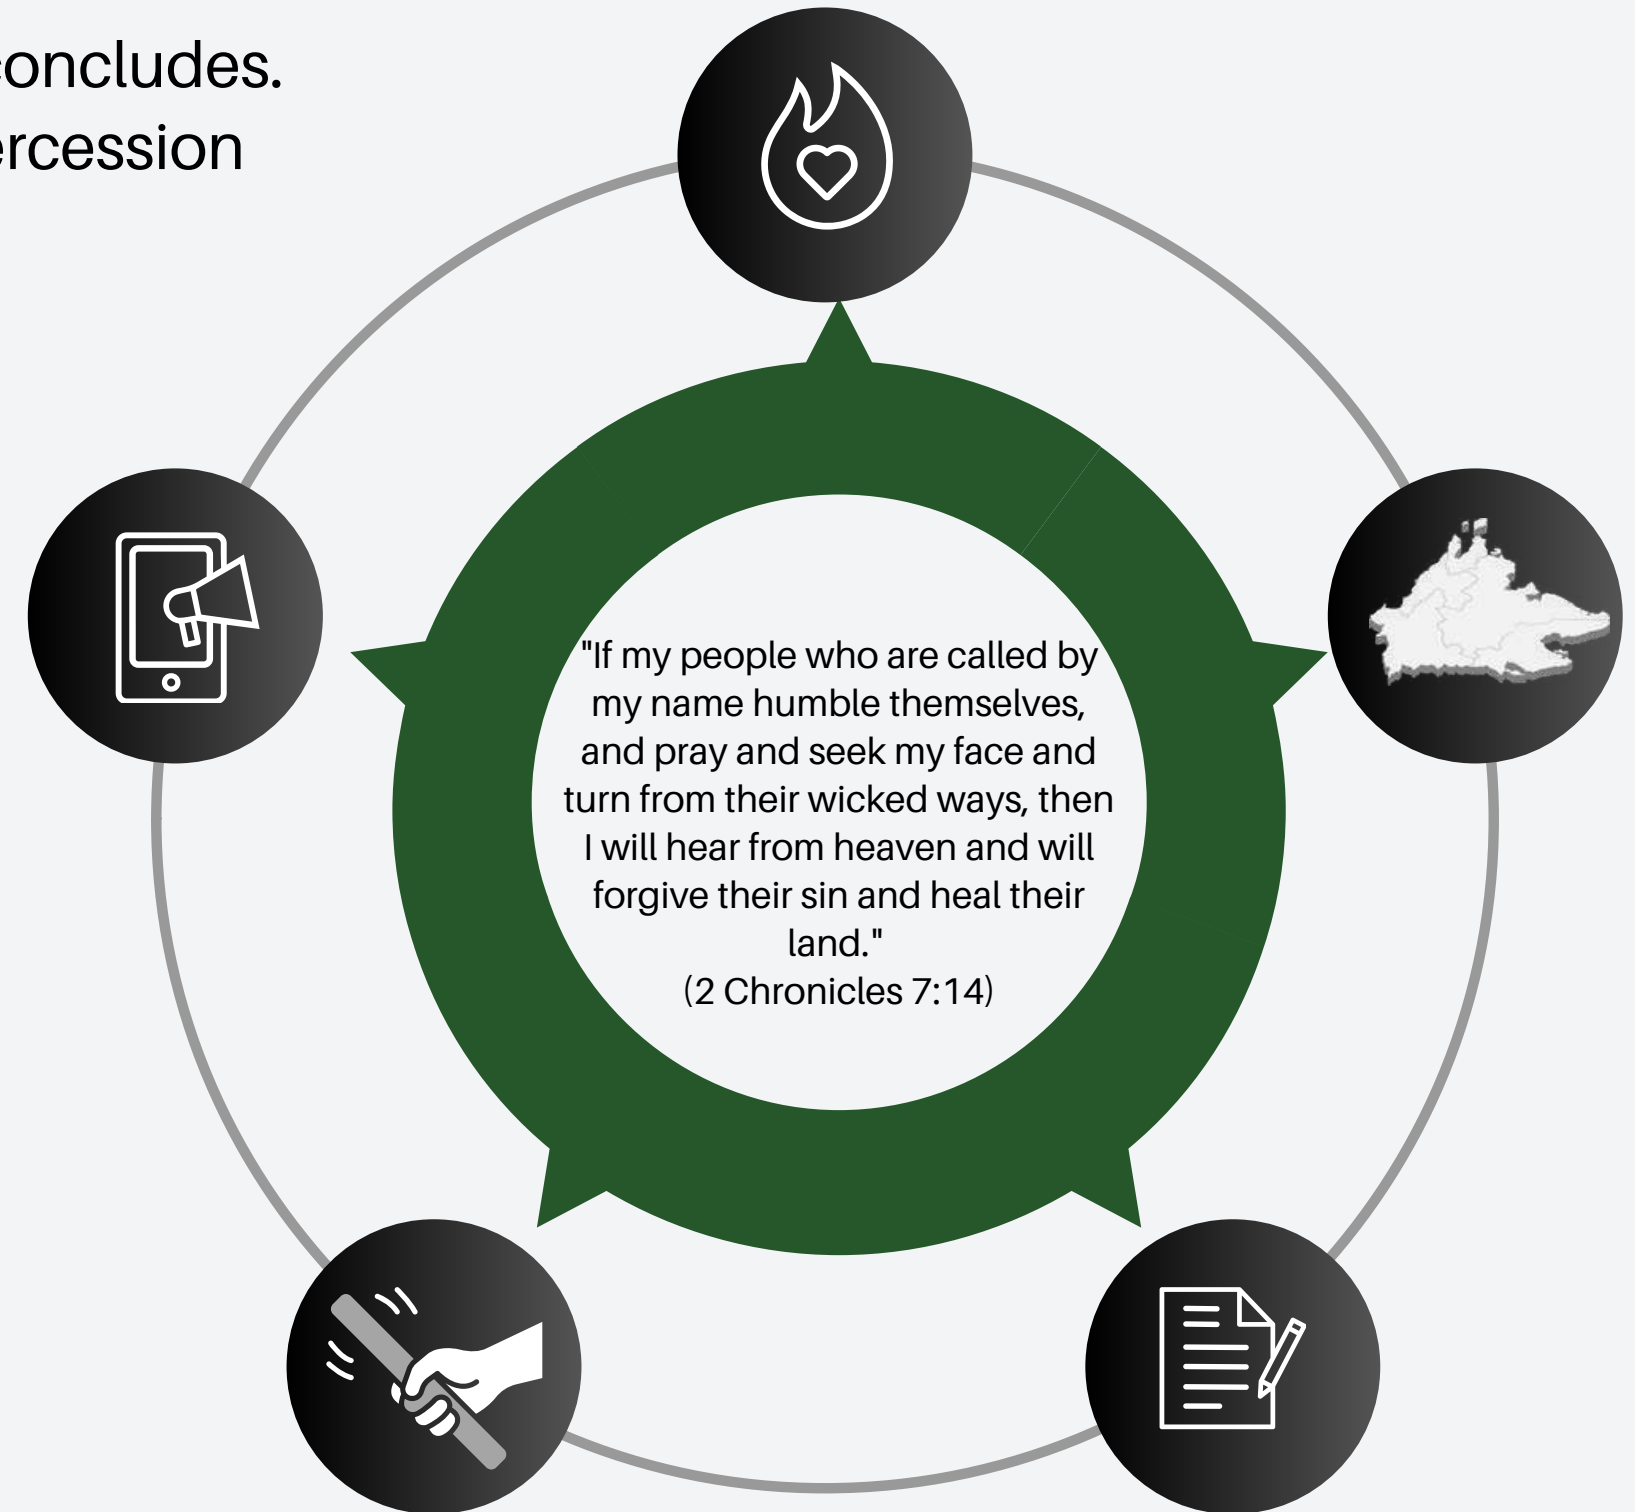 concludes.
ercession
"If my people who are called by
my name humble themselves,
and pray and seek my face and
turn from their wicked ways, then
I will hear from heaven and will
forgive their sin and heal their
land."
(2 Chronicles 7:14)